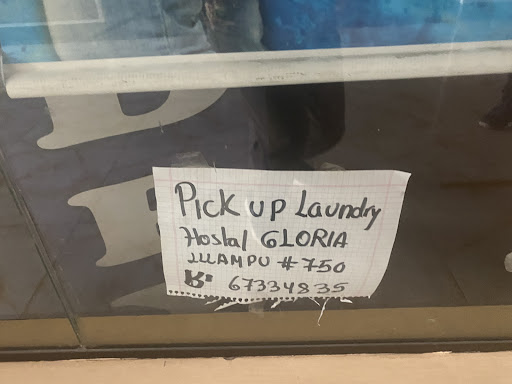 Pick up Laundry
Hostal GLORIA
ILLAMPU #750
R: 67334835